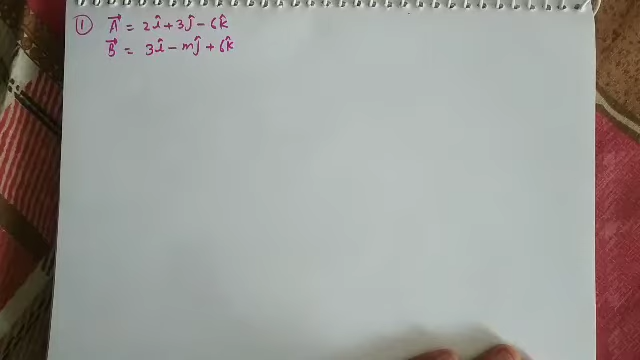 ① A⃗ = 2î + 3ĵ - 6k̂
B⃗ = 3î - mĵ + 6k̂